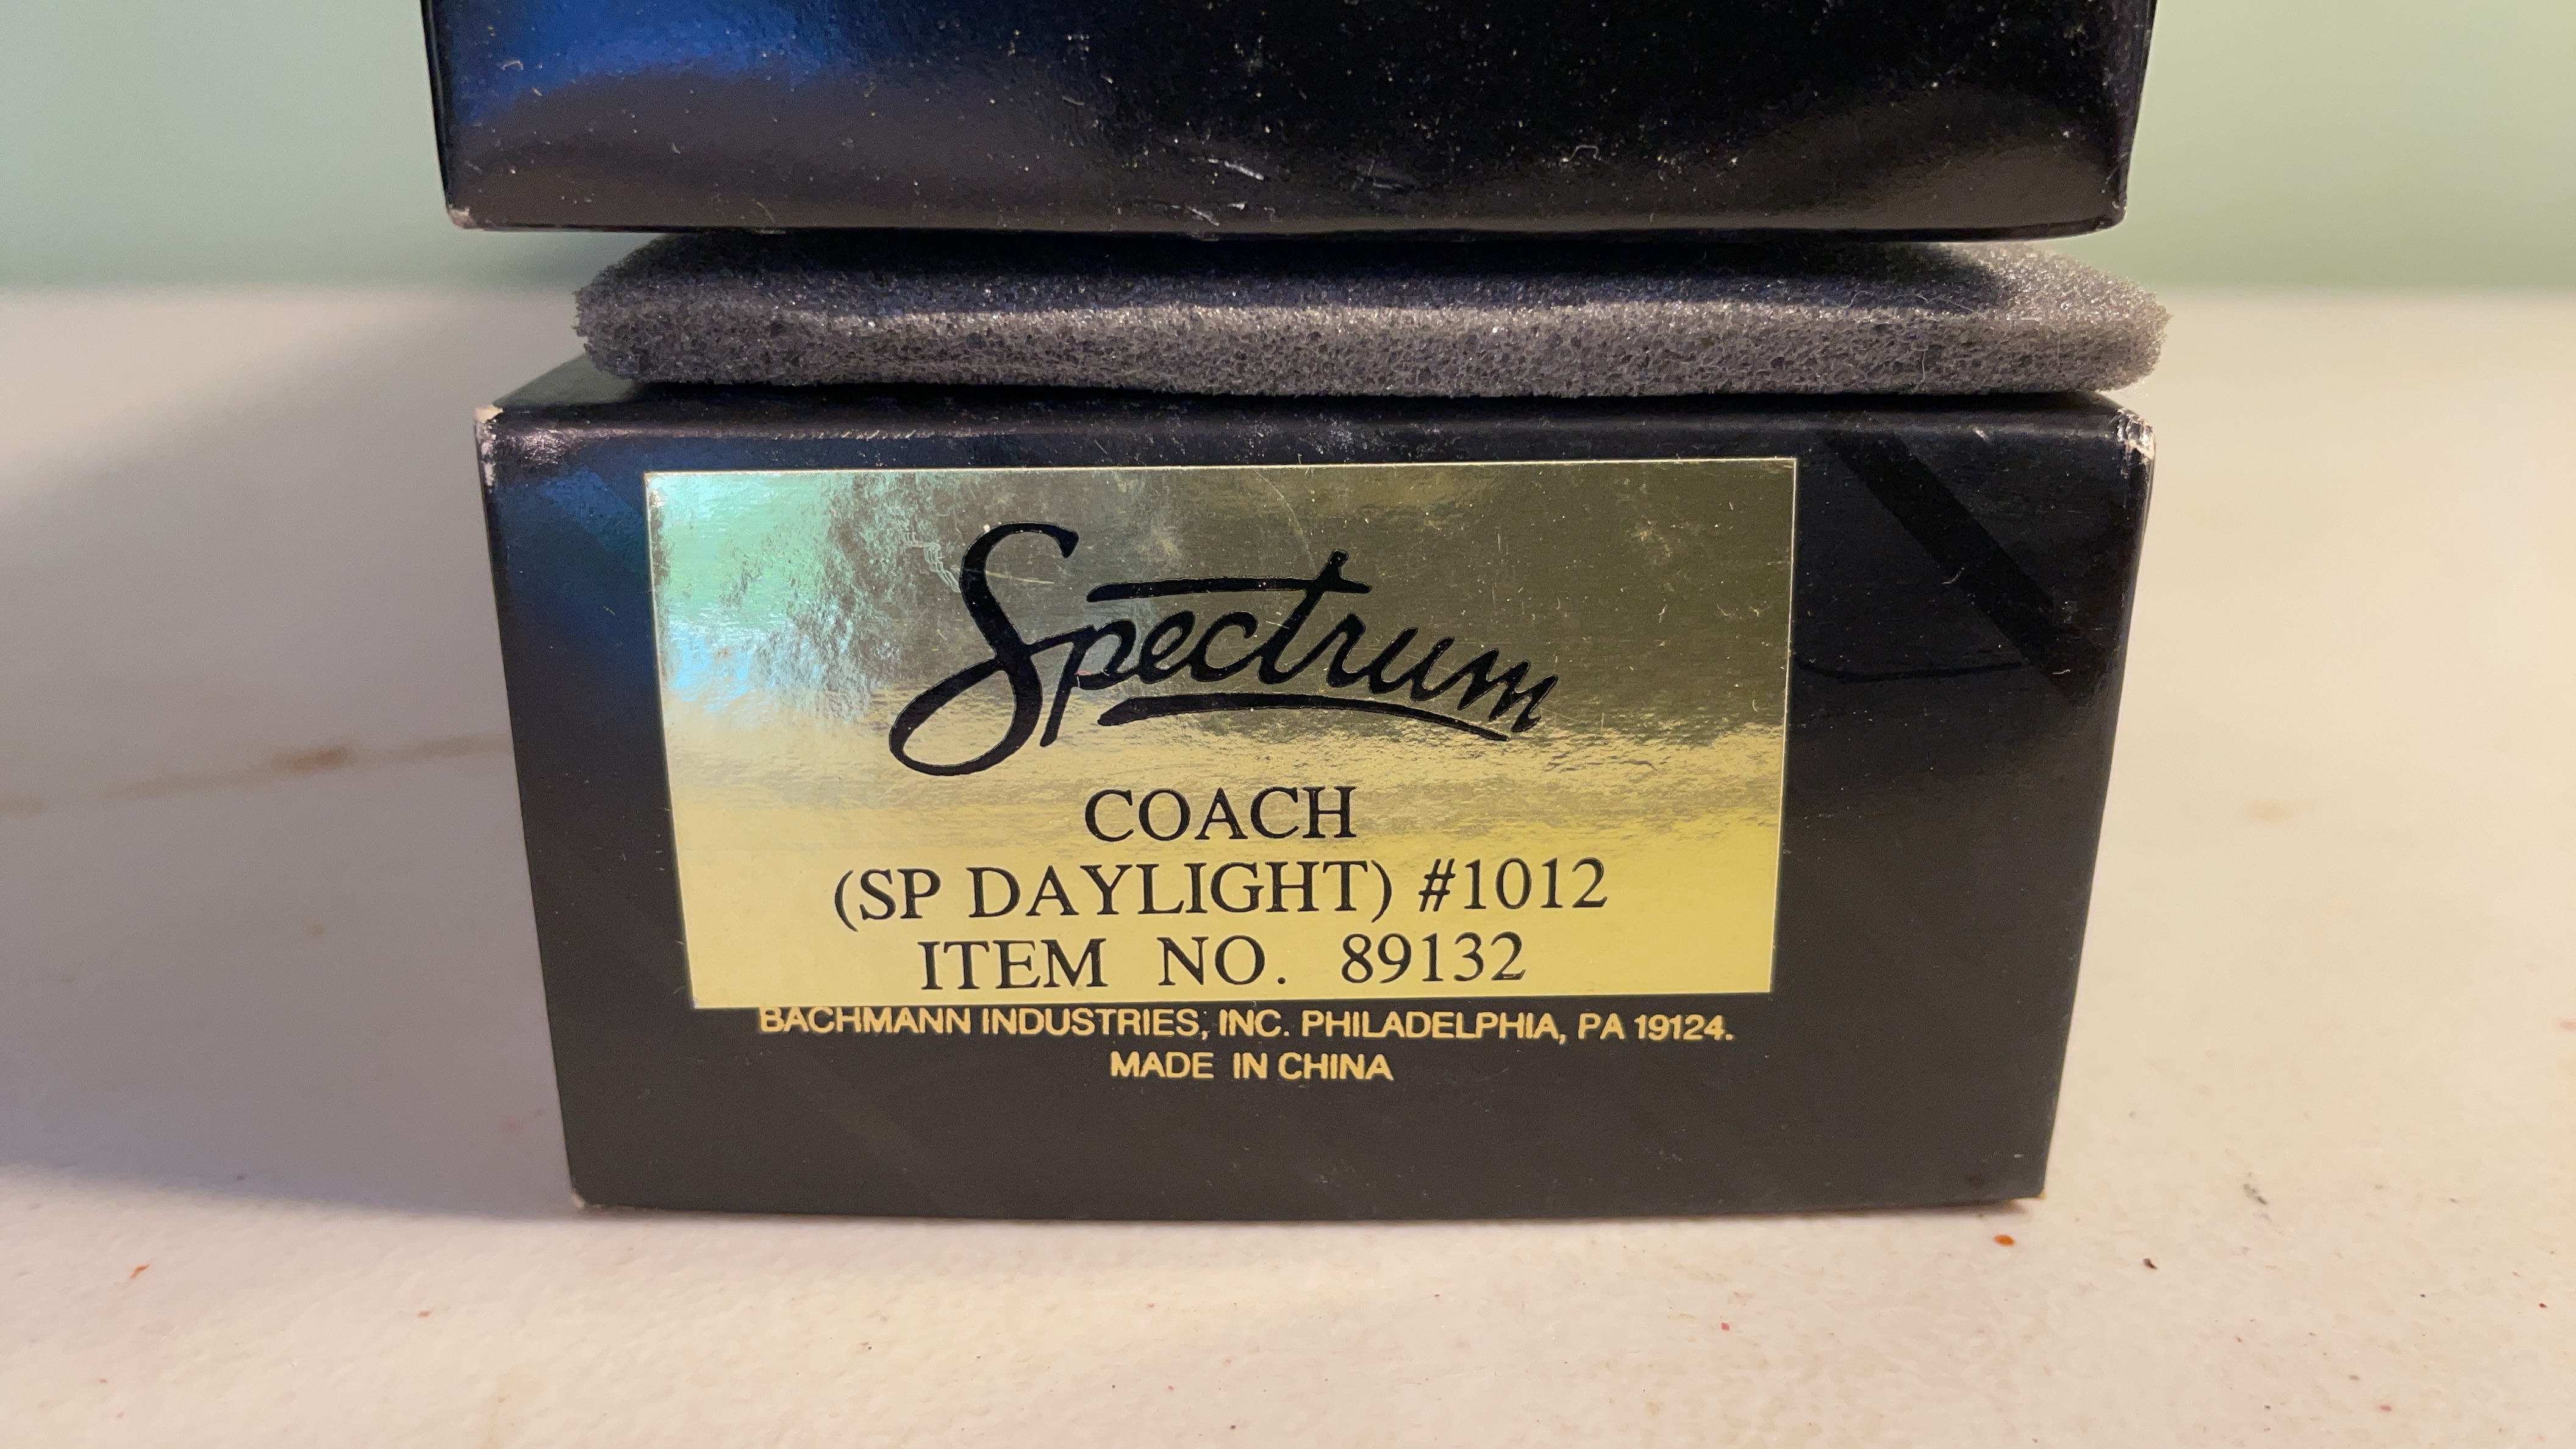 Spectrum
COACH
(SP DAYLIGHT) #1012
ITEM NO. 89132
BACHMANN INDUSTRIES, INC. PHILADELPHIA, PA 19124.
MADE IN CHINA